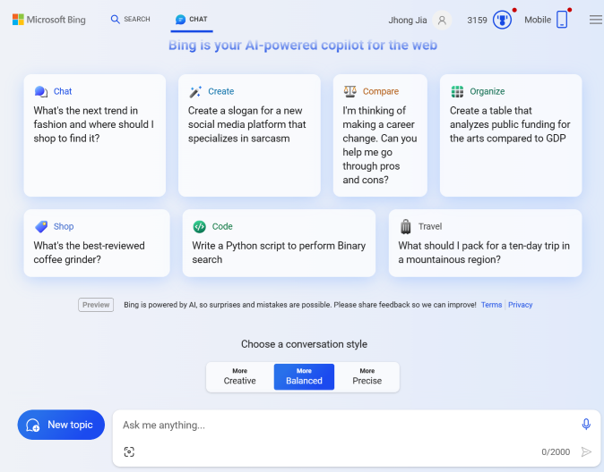 Microsoft Bing
SEARCH
CHAT
Jhong Jia
3159
Mobile
Bing is your AI-powered copilot for the web
Chat
What's the next trend in
fashion and where should I
shop to find it?
Create
Create a slogan for a new
social media platform that
specializes in sarcasm
Compare
I'm thinking of
making a career
change. Can you
help me go
through pros
and cons?
Organize
Create a table that
analyzes public funding for
the arts compared to GDP
Shop
What's the best-reviewed
coffee grinder?
Code
Write a Python script to perform Binary
search
Travel
What should I pack for a ten-day trip in
a mountainous region?
Preview
Bing is powered by AI, so surprises and mistakes are possible. Please share feedback so we can improve! Terms | Privacy
Choose a conversation style
More
Creative
More
Balanced
More
Precise
New topic
Ask me anything...
0/2000